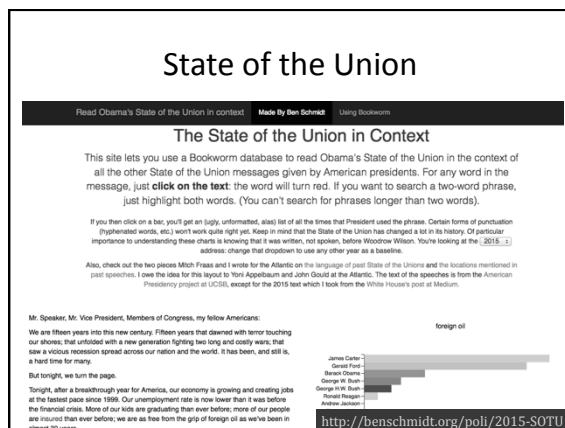 State of the Union
Read Obama's State of the Union in context Made By Ben Schmidt Using Bookworm
The State of the Union in Context
This site lets you use a Bookworm database to read Obama's State of the Union in the context of
all the other State of the Union messages given by American presidents. For any word in the
message, just click on the text: the word will turn red. If you want to search a two-word phrase,
just highlight both words. (You can't search for phrases longer than two words).
If you then click on a bar, you'll get an (ugly, unformatted, alas) list of all the times that President used the phrase. Certain forms of punctuation
(hyphenated words, etc.) won't work quite right yet. Keep in mind that the State of the Union has changed a lot in its history. Of particular
importance to understanding these charts is knowing that it was written, not spoken, before Woodrow Wilson. You're looking at the 2015
address: change that dropdown to use any other year as a baseline.
Also, check out the two pieces Mitch Fraas and I wrote for the Atlantic on the language of past State of the Unions and the locations mentioned in
past speeches. I owe the idea for this layout to Yoni Appelbaum and John Gould at the Atlantic. The text of the speeches is from the American
Presidency project at UCSB, except for the 2015 text which I took from the White House's post at Medium.
Mr. Speaker, Mr. Vice President, Members of Congress, my fellow Americans:
We are fifteen years into this new century. Fifteen years that dawned with terror touching
our shores; that unfolded with a new generation fighting two long and costly wars; that
saw a vicious recession spread across our nation and the world. It has been, and still is,
a hard time for many.
But tonight, we turn the page.
Tonight, after a breakthrough year for America, our economy is growing and creating jobs
at the fastest pace since 1999. Our unemployment rate is now lower than it was before
the financial crisis. More of our kids are graduating than ever before; more of our people
are insured than ever before; we are as free from the grip of foreign oil as we've been in
almost 30 years.
foreign oil
James Carter
Gerald Ford
Barack Obama
George W. Bush
George H.W. Bush
Ronald Reagan
Andrew Jackson
http://benschmidt.org/poli/2015-SOTU